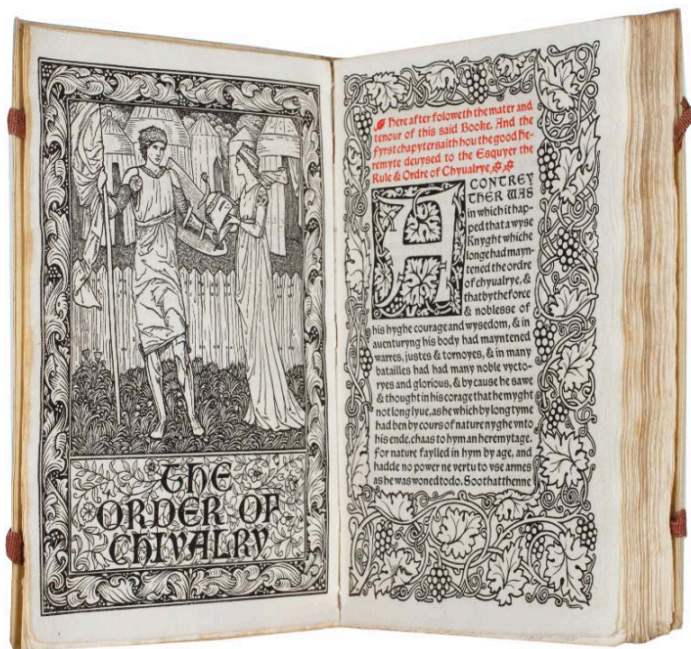 THE
ORDER OF
CHIVALRY
Here after foloweth the mater and
tenour of this said Booke. And the
fyrst chapyter saith hou the good he-
remyte deuysed to the Esquyer the
Rule & Ordre of Chyualrye
A CONTREY
THER WAS
in which it hap-
ped that a wyse
Knyght whiche
longe had mayn-
tened the ordre
of chyualrye, &
that by the force
& noblesse of
his hyghe courage and wysedom, & in
auenturyng his body had mayntened
warres, justes & tornoyes, & in many
batailles had had many noble vycto-
ryes and glorious, & by cause he sawe
& thought in his corage that he myght
not long lyue, as he which by long tyme
had ben by cours of nature nyghe vnto
his ende, chaas to hym an heremytage.
For nature faylled in hym by age, and
hadde no power ne vertu to vse armes
as he was woned to do. Soo that thenne